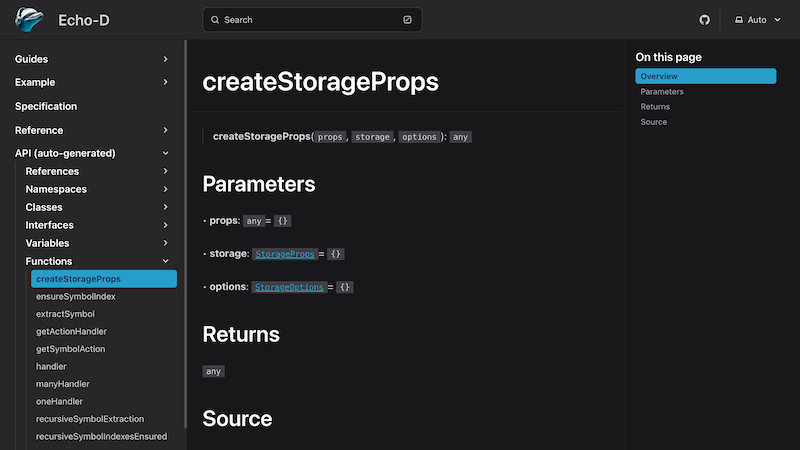 Echo-D
Search
Auto
Guides
Example
Specification
Reference
API (auto-generated)
References
Namespaces
Classes
Interfaces
Variables
Functions
createStorageProps
ensureSymbolIndex
extractSymbol
getActionHandler
getSymbolAction
handler
manyHandler
oneHandler
recursiveSymbolExtraction
recursiveSymbolIndexesEnsured
createStorageProps
createStorageProps(props, storage, options): any
Parameters
• props: any= {}
• storage: StorageProps= {}
• options: StorageOptions= {}
Returns
any
Source
On this page
Overview
Parameters
Returns
Source